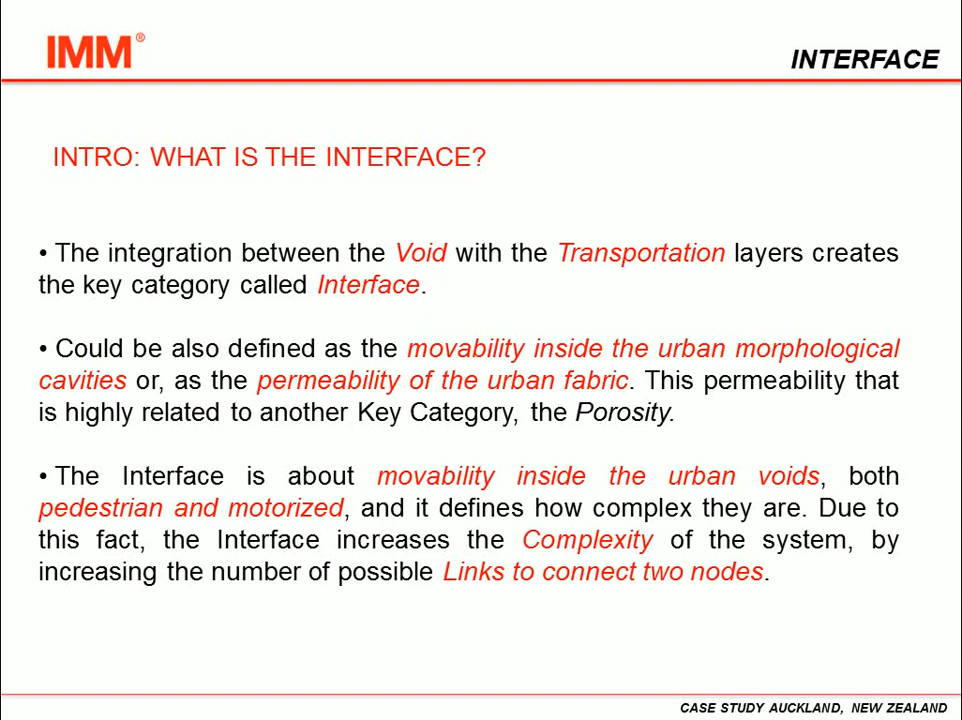 IMM®
INTERFACE
INTRO: WHAT IS THE INTERFACE?
• The integration between the Void with the Transportation layers creates
the key category called Interface.
• Could be also defined as the movability inside the urban morphological
cavities or, as the permeability of the urban fabric. This permeability that
is highly related to another Key Category, the Porosity.
• The Interface is about movability inside the urban voids, both
pedestrian and motorized, and it defines how complex they are. Due to
this fact, the Interface increases the Complexity of the system, by
increasing the number of possible Links to connect two nodes.
CASE STUDY AUCKLAND, NEW ZEALAND